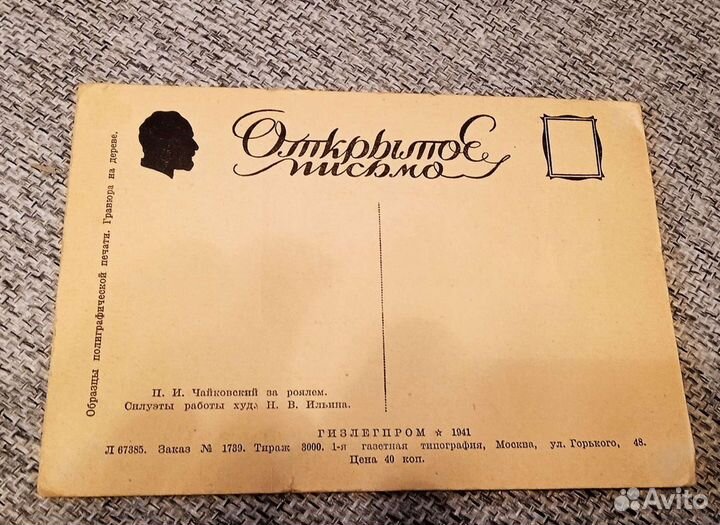 Открытое
письмо
Образцы полиграфической печати. Гравюра на дереве.
П. И. Чайковский за роялем.
Силуэты работы худ. Н. В. Ильина.
ГИЗЛЕГПРОМ ☆ 1941
Л 67385. Заказ № 1739. Тираж 3000. 1-я газетная типография, Москва, ул. Горького, 48.
Цена 40 коп.
Avito